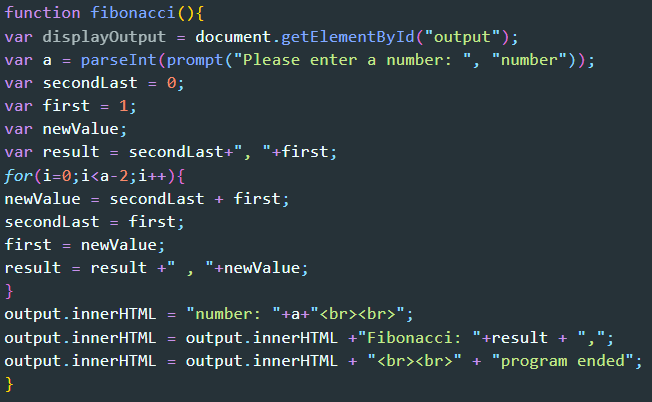 function fibonacci(){
var displayOutput = document.getElementById("output");
var a = parseInt(prompt("Please enter a number: ", "number"));
var secondLast = 0;
var first = 1;
var newValue;
var result = secondLast+", "+first;
for(i=0;i<a-2;i++){
newValue = secondLast + first;
secondLast = first;
first = newValue;
result = result +" , "+newValue;
}
output.innerHTML = "number: "+a+"<br><br>";
output.innerHTML = output.innerHTML +"Fibonacci: "+result + ",";
output.innerHTML = output.innerHTML + "<br><br>" + "program ended";
}